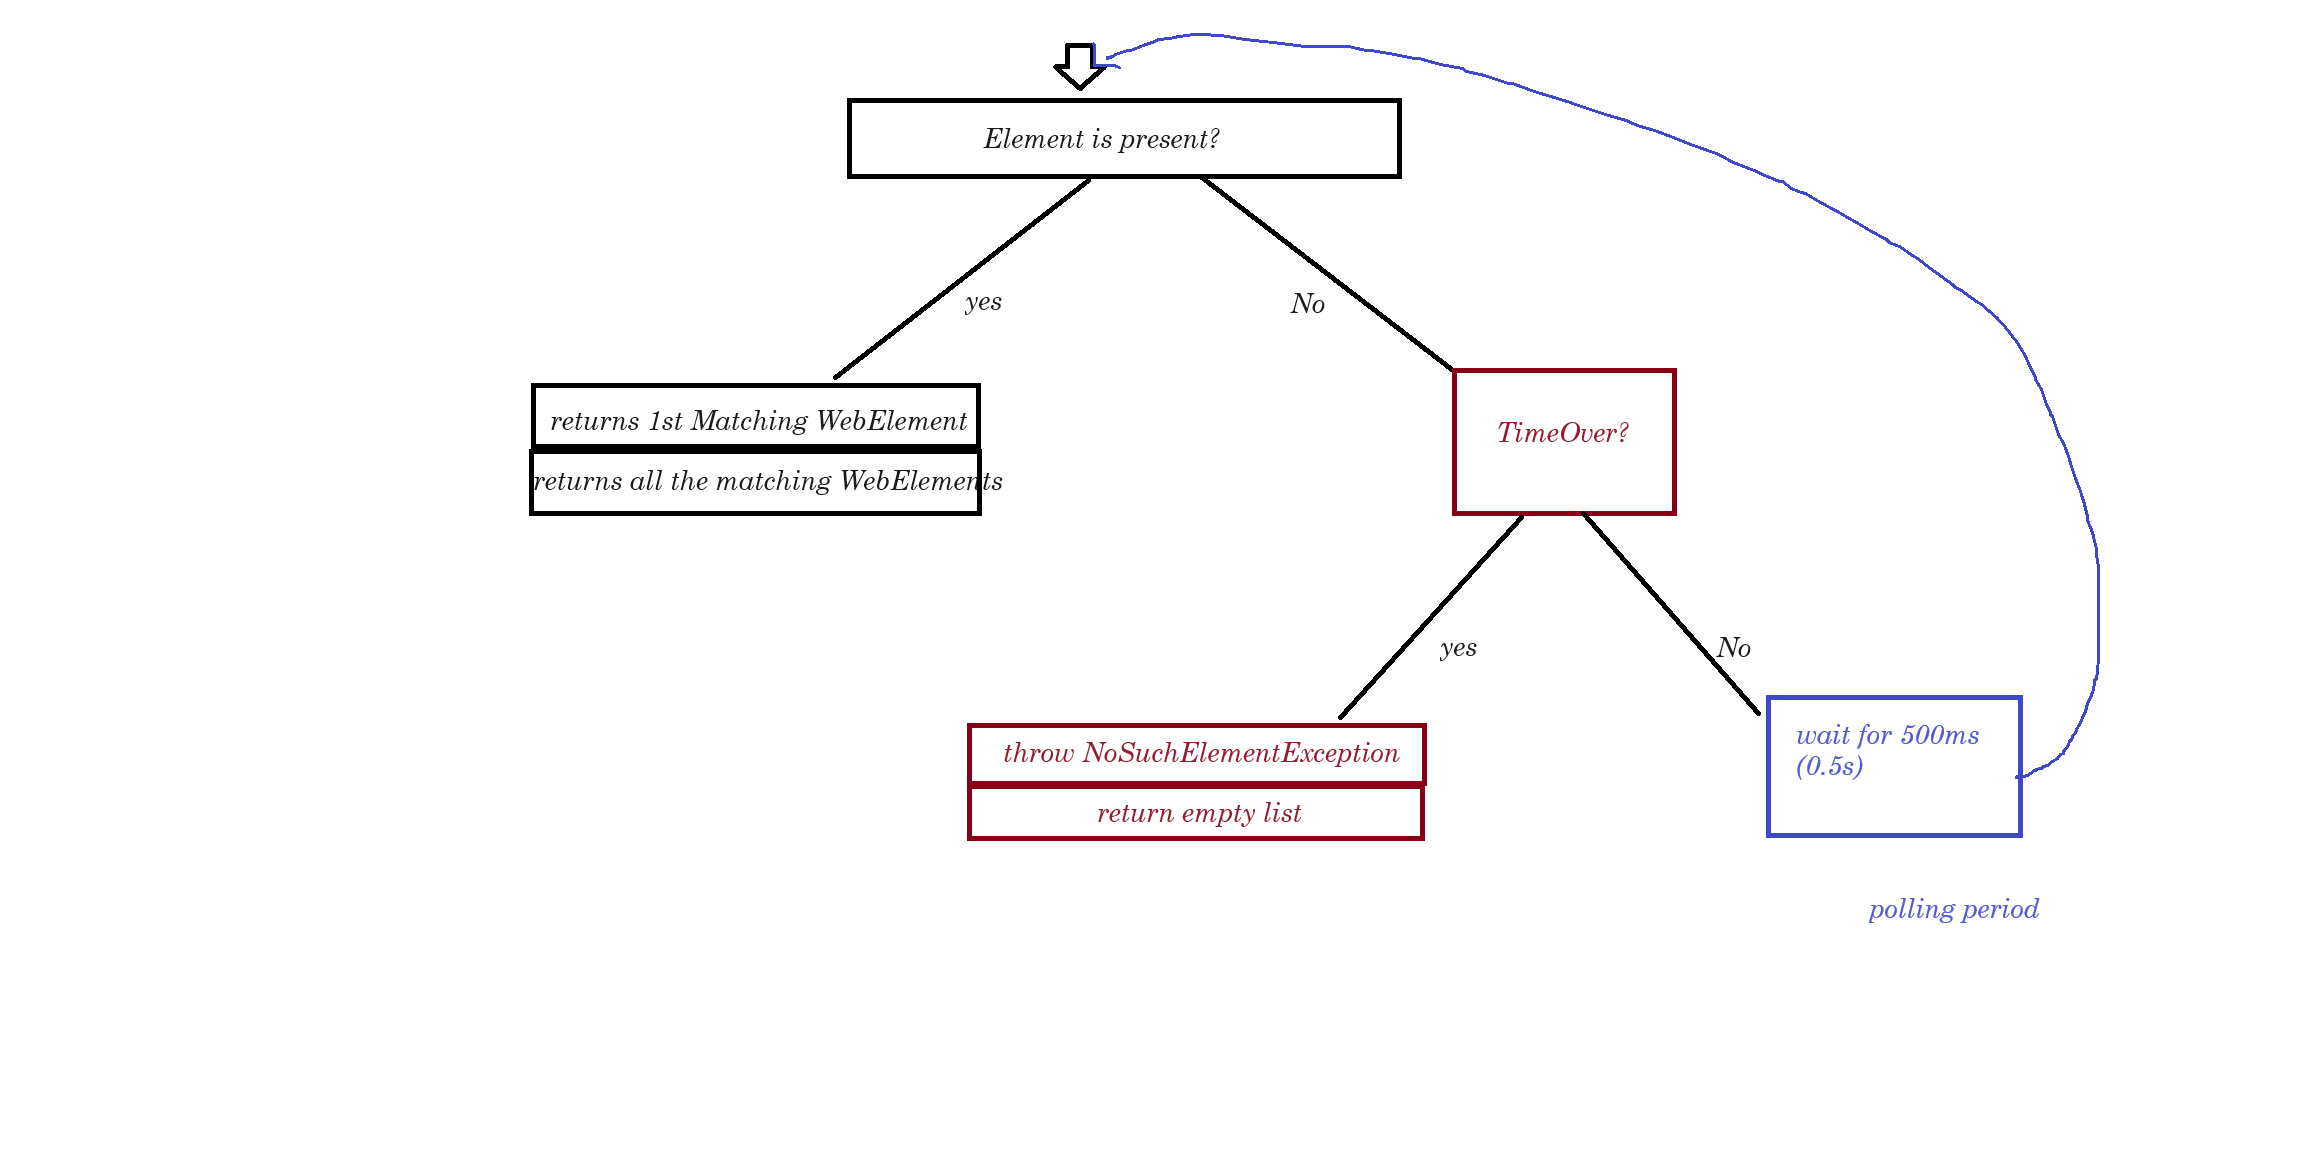 Element is present?
yes
No
returns 1st Matching WebElement
returns all the matching WebElements
TimeOver?
yes
No
throw NoSuchElementException
return empty list
wait for 500ms
(0.5s)
polling period